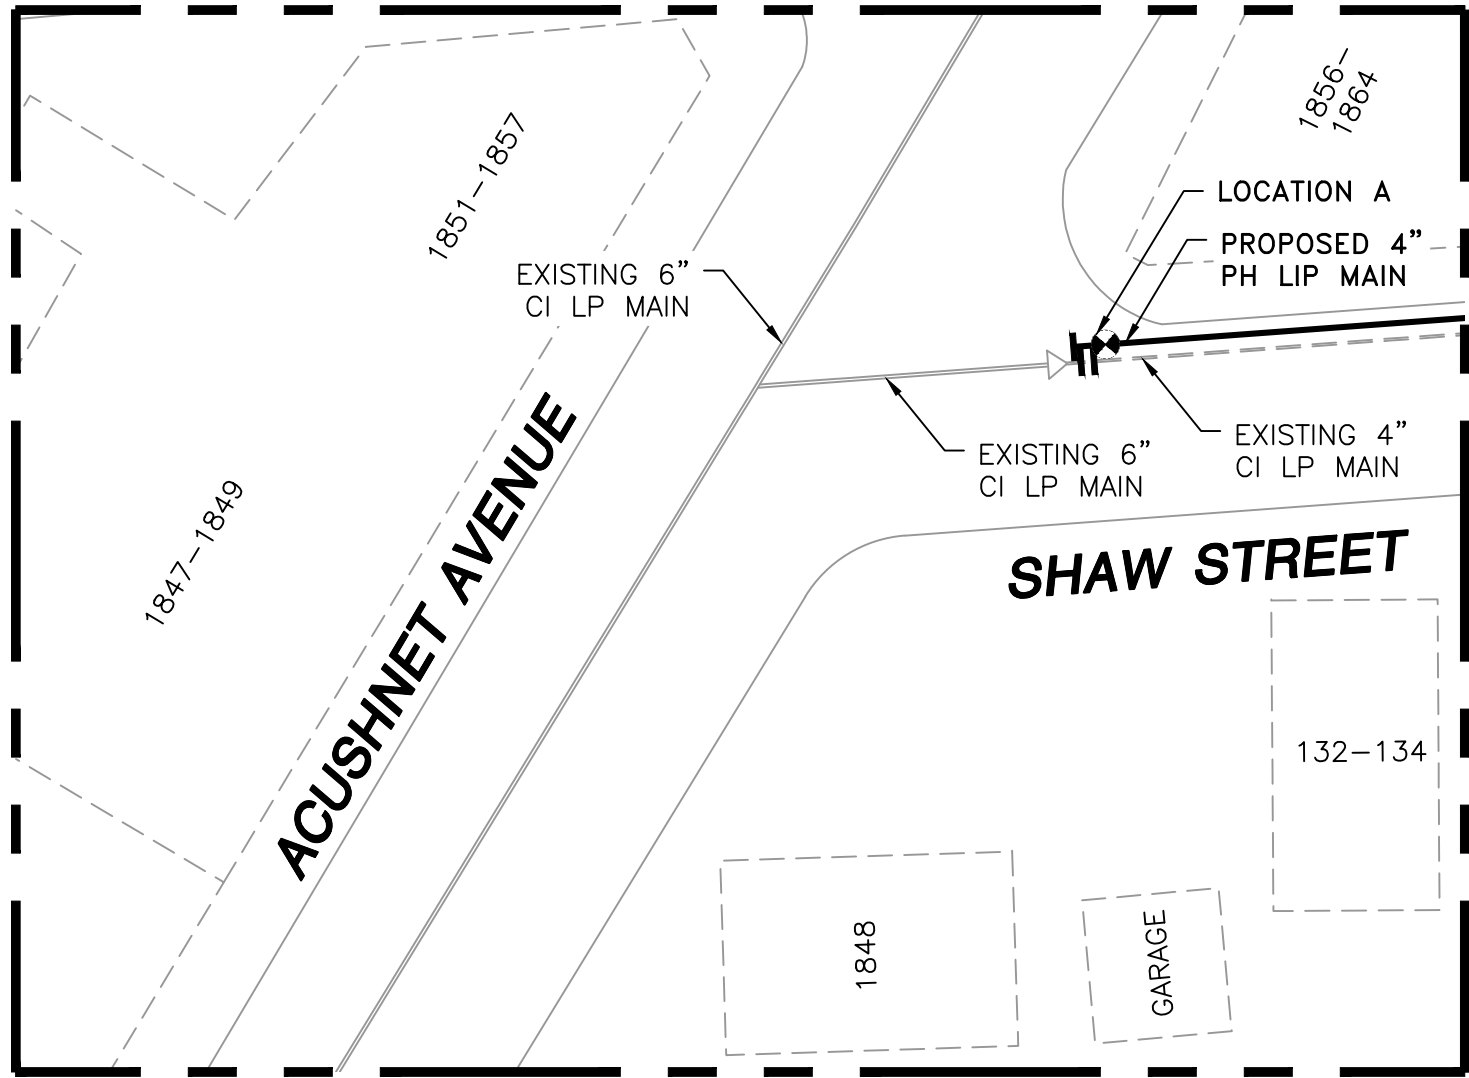 1856–
1864
1851–1857
LOCATION A
PROPOSED 4”
PH LIP MAIN
EXISTING 6”
CI LP MAIN
EXISTING 6”
CI LP MAIN
EXISTING 4”
CI LP MAIN
1847–1849
ACUSHNET AVENUE
SHAW STREET
132–134
1848
GARAGE